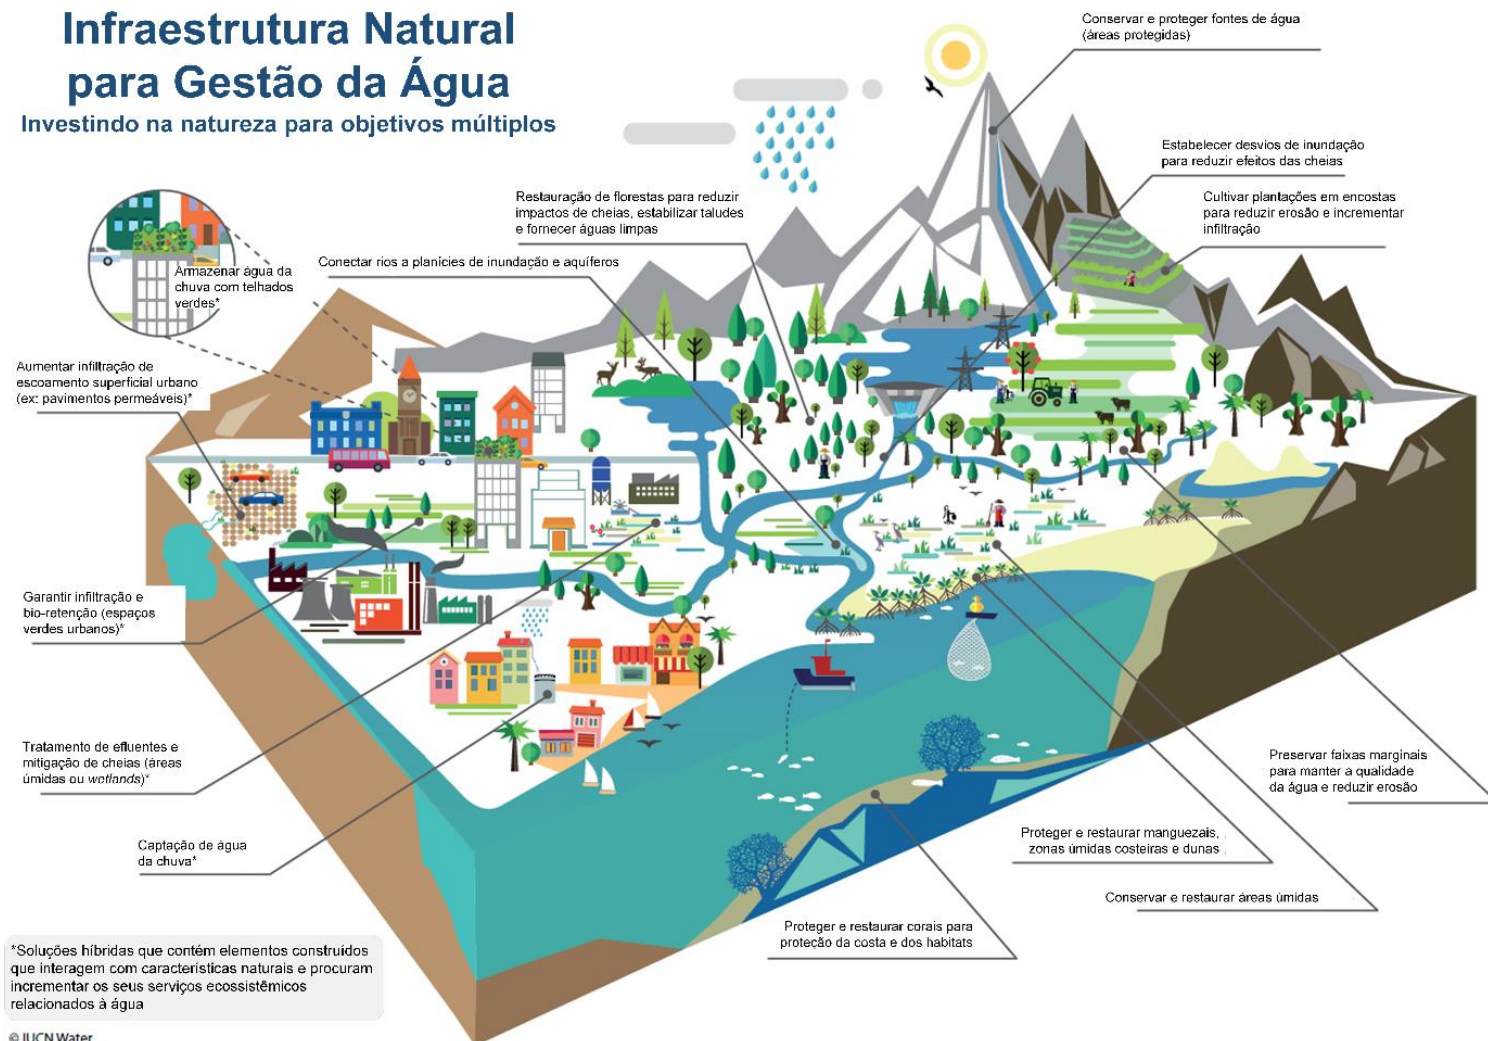 Infraestrutura Natural
para Gestão da Água
Investindo na natureza para objetivos múltiplos
Conservar e proteger fontes de água
(áreas protegidas)
Estabelecer desvios de inundação
para reduzir efeitos das cheias
Cultivar plantações em encostas
para reduzir erosão e incrementar
infiltração
Restauração de florestas para reduzir
impactos de cheias, estabilizar taludes
e fornecer águas limpas
Conectar rios a planícies de inundação e aquíferos
Armazenar água da
chuva com telhados
verdes*
Aumentar infiltração de
escoamento superficial urbano
(ex: pavimentos permeáveis)*
Garantir infiltração e
bio-retenção (espaços
verdes urbanos)*
Tratamento de efluentes e
mitigação de cheias (áreas
úmidas ou wetlands)*
Captação de água
da chuva*
Preservar faixas marginais
para manter a qualidade
da água e reduzir erosão
Proteger e restaurar manguezais,
zonas úmidas costeiras e dunas
Conservar e restaurar áreas úmidas
Proteger e restaurar corais para
proteção da costa e dos habitats
*Soluções híbridas que contém elementos construídos
que interagem com características naturais e procuram
incrementar os seus serviços ecossistêmicos
relacionados à água
© IUCN Water